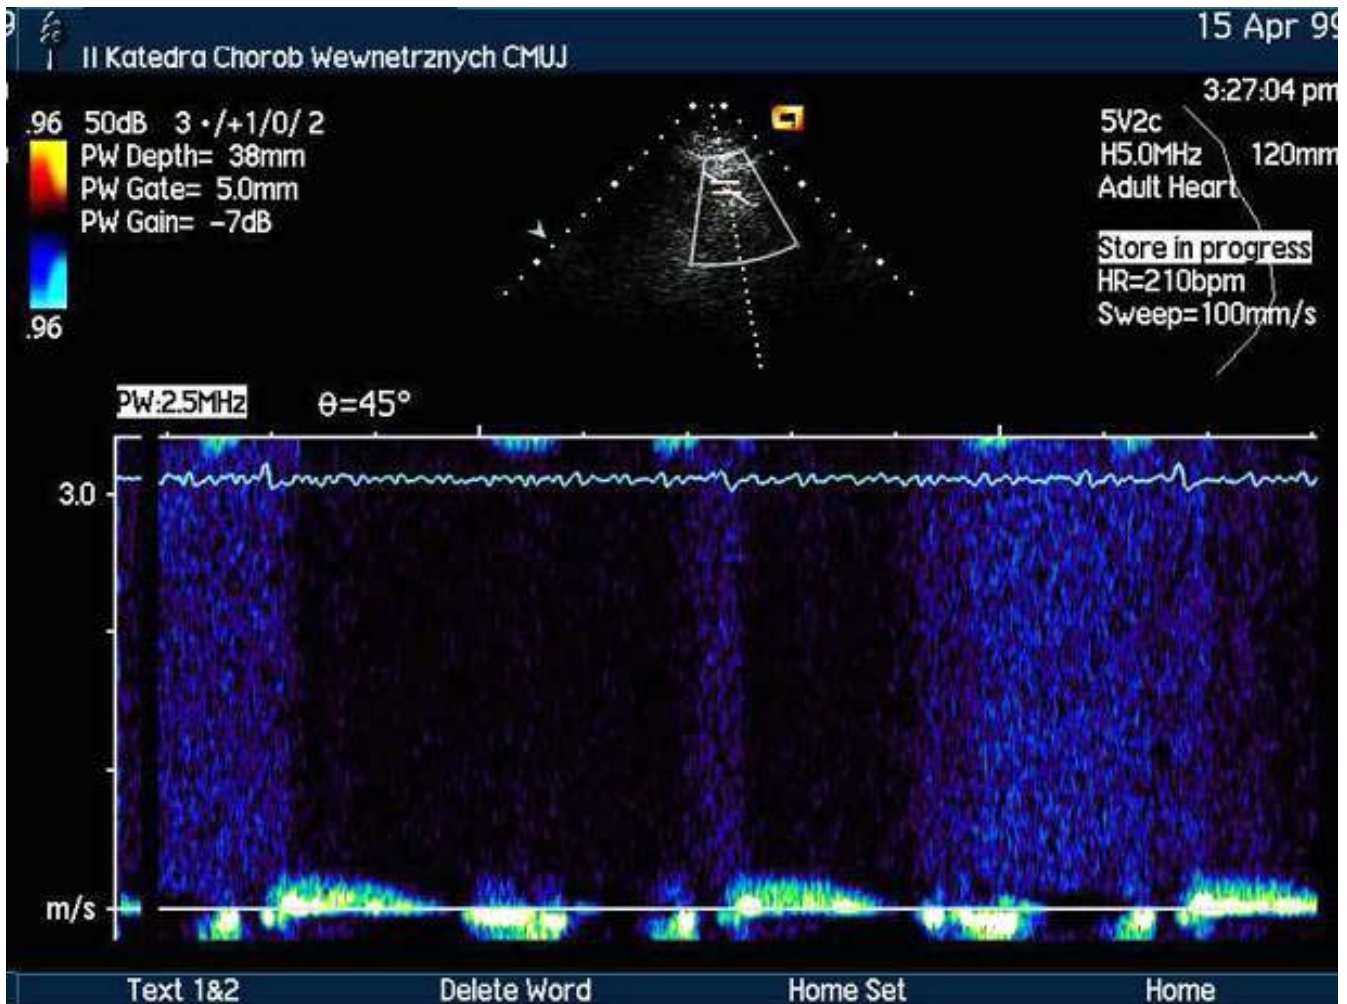 15 Apr 99
II Katedra Chorob Wewnetrznych CMUJ
3:27:04 pm
.96 50dB 3 •/+1/0/ 2
PW Depth= 38mm
PW Gate= 5.0mm
PW Gain= -7dB
.96
5V2c
H5.0MHz 120mm
Adult Heart
Store in progress
HR=210bpm
Sweep=100mm/s
PW:2.5MHz θ=45°
3.0
m/s
Text 1&2 Delete Word Home Set Home